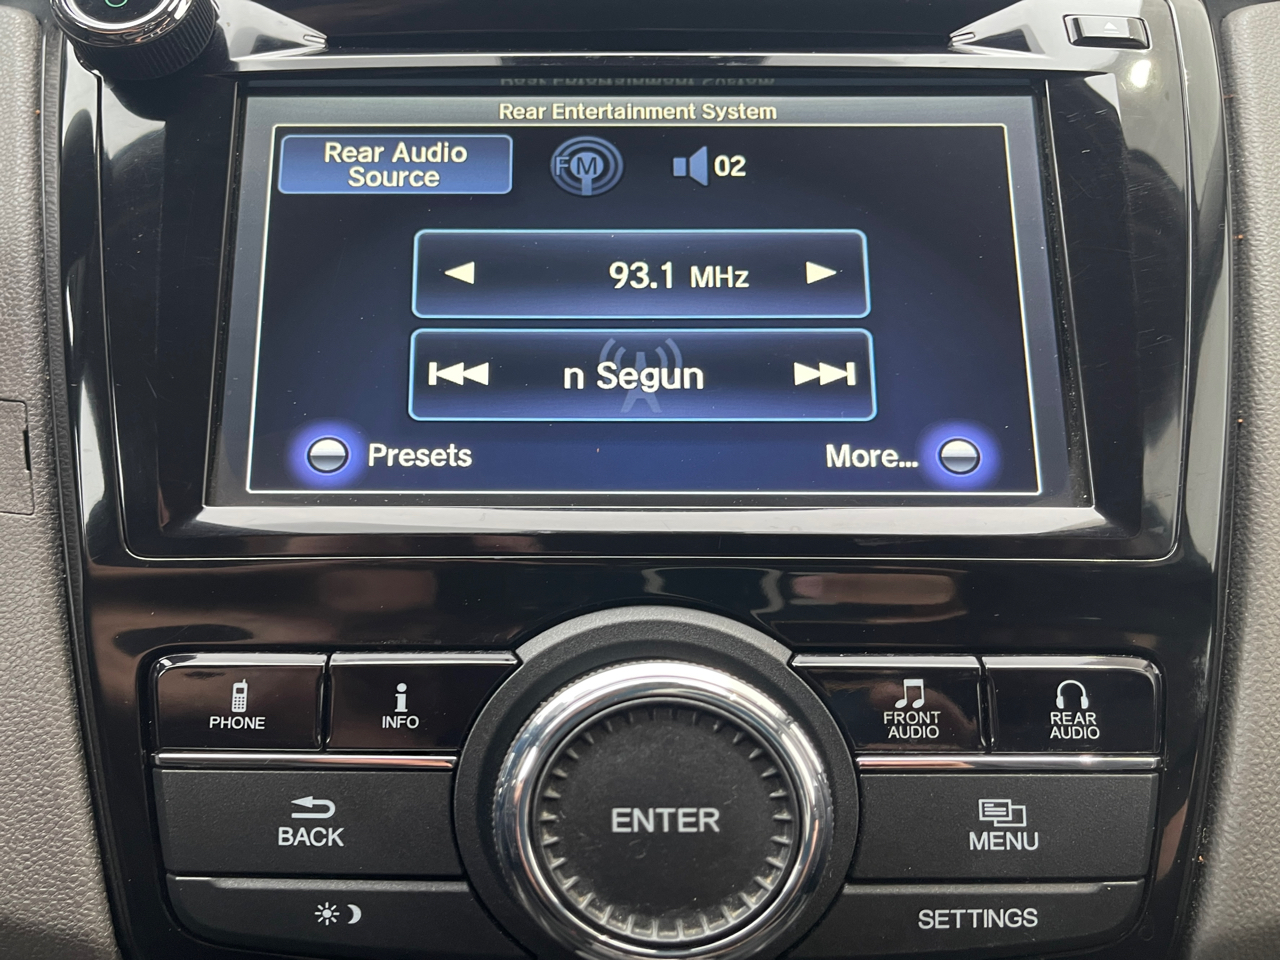 Rear Entertainment System
Rear Audio
Source
FM
02
93.1 MHz
n Segun
Presets
More...
PHONE
INFO
FRONT
AUDIO
REAR
AUDIO
BACK
ENTER
MENU
SETTINGS